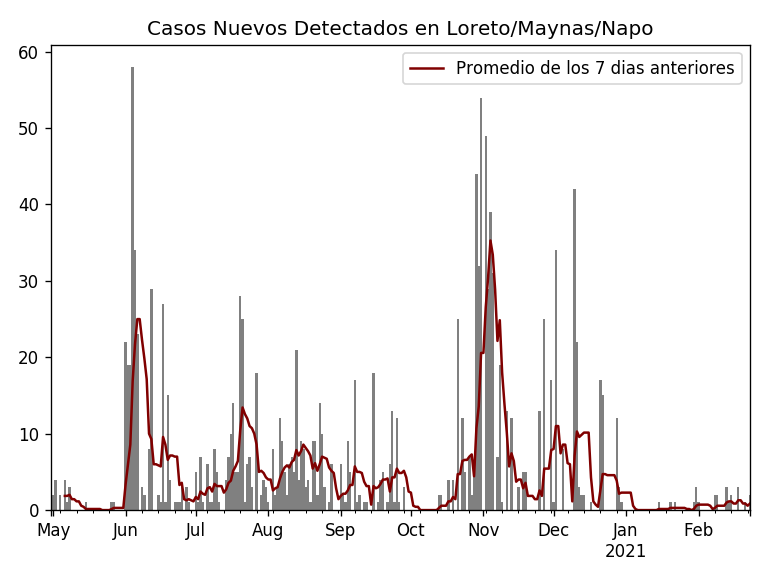 Casos Nuevos Detectados en Loreto/Maynas/Napo
Promedio de los 7 dias anteriores
60
50
40
30
20
10
0
May Jun Jul Aug Sep Oct Nov Dec Jan Feb
2021